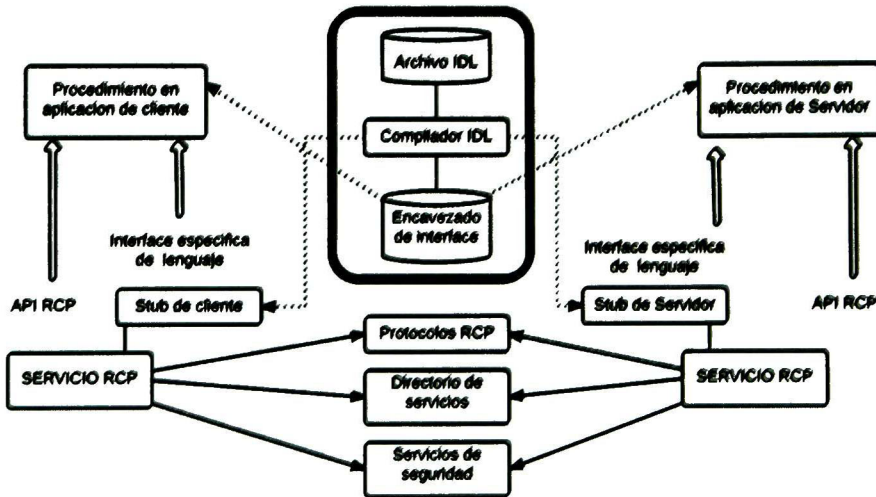 Archivo IDL
Procedimiento en
aplicacion de cliente
Compilador IDL
Procedimiento en
aplicacion de Servidor
Encavezado
de interface
Interface especifica
de lenguaje
Interface especifica
de lenguaje
API RCP
Stub de cliente
Stub de Servidor
API RCP
Protocolos RCP
SERVICIO RCP
Directorio de
servicios
SERVICIO RCP
Servicios de
seguridad